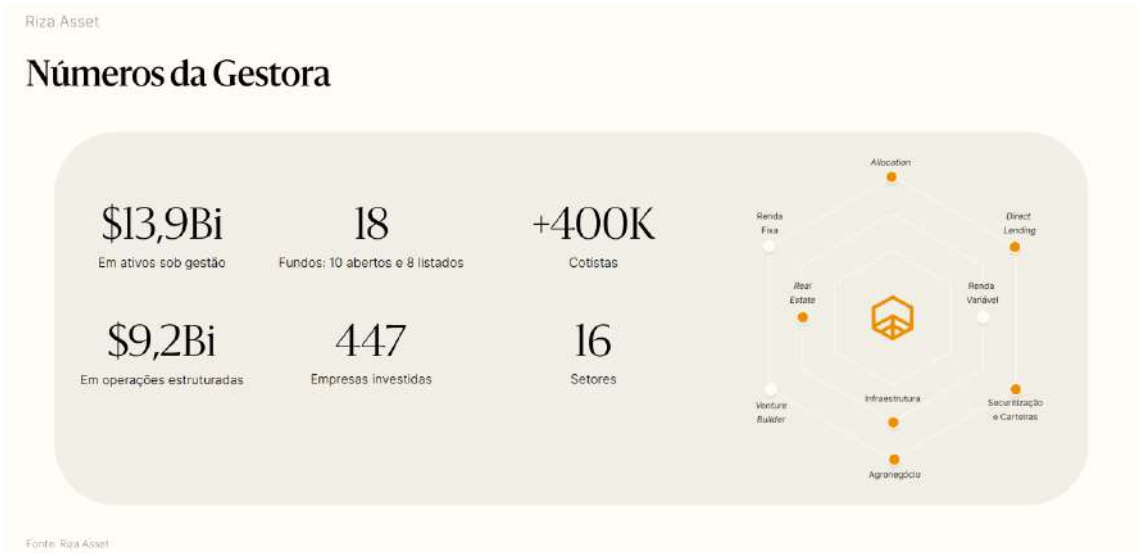 Riza Asset
Números da Gestora
$13,9Bi
Em ativos sob gestão
18
Fundos: 10 abertos e 8 listados
+400K
Cotistas
$9,2Bi
Em operações estruturadas
447
Empresas investidas
16
Setores
Allocation
Renda
Fixa
Direct
Lending
Real
Estate
Renda
Variável
Infraestrutura
Venture
Builder
Securitização
e Carteiras
Agronegócio
Fonte: Riza Asset